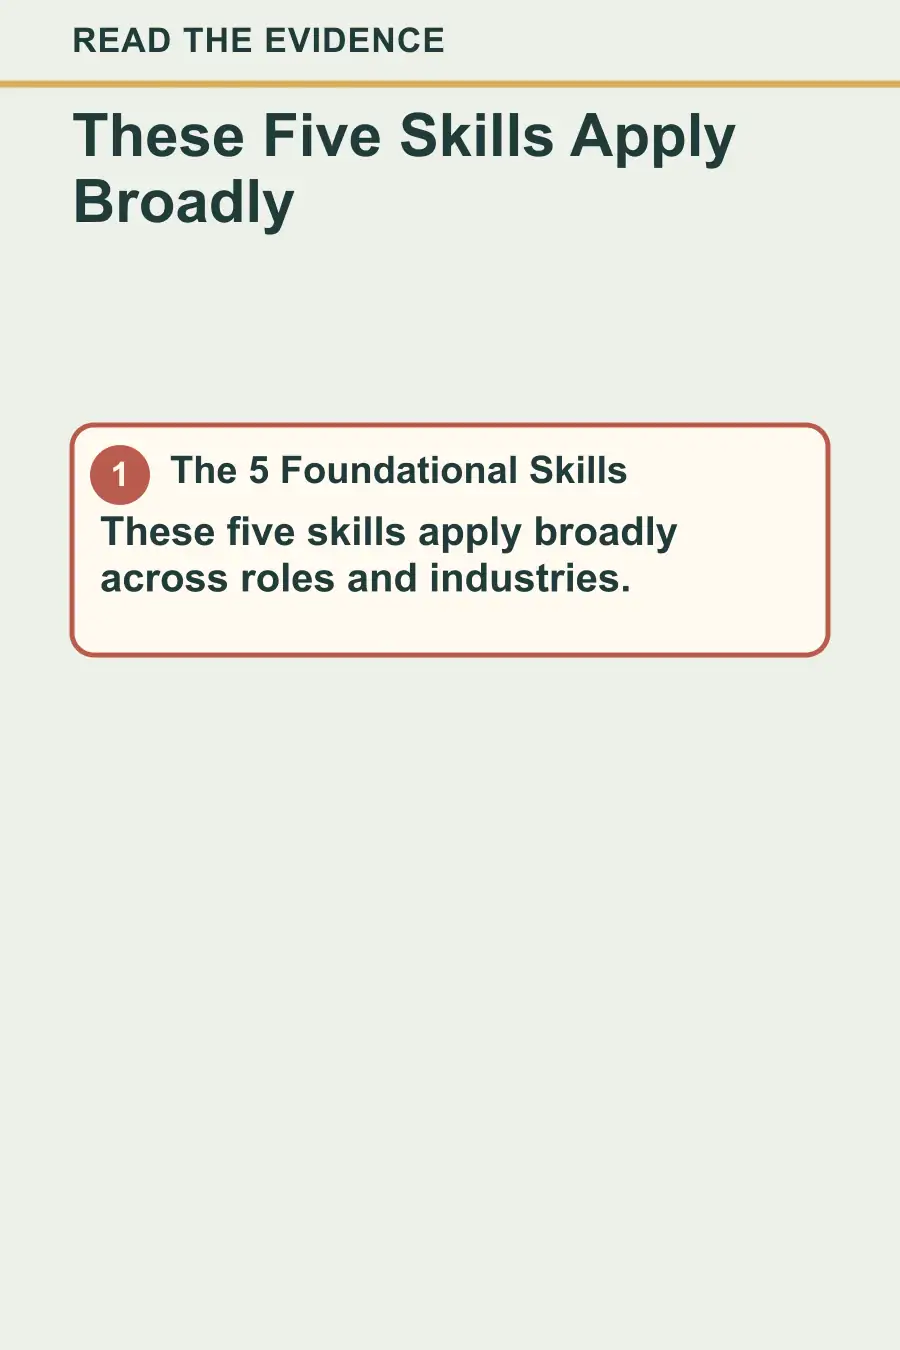 READ THE EVIDENCE
These Five Skills Apply
Broadly
1 The 5 Foundational Skills
These five skills apply broadly
across roles and industries.